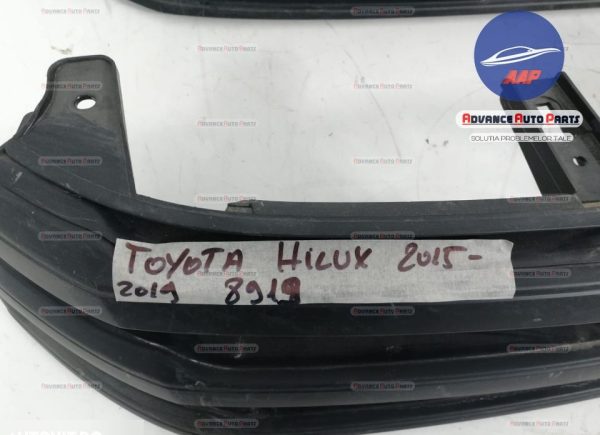 AAP
ADVANCE AUTO PARTS
SOLUTIA PROBLEMELOR TALE
TOYOTA HILUX 2015-
2019 8919